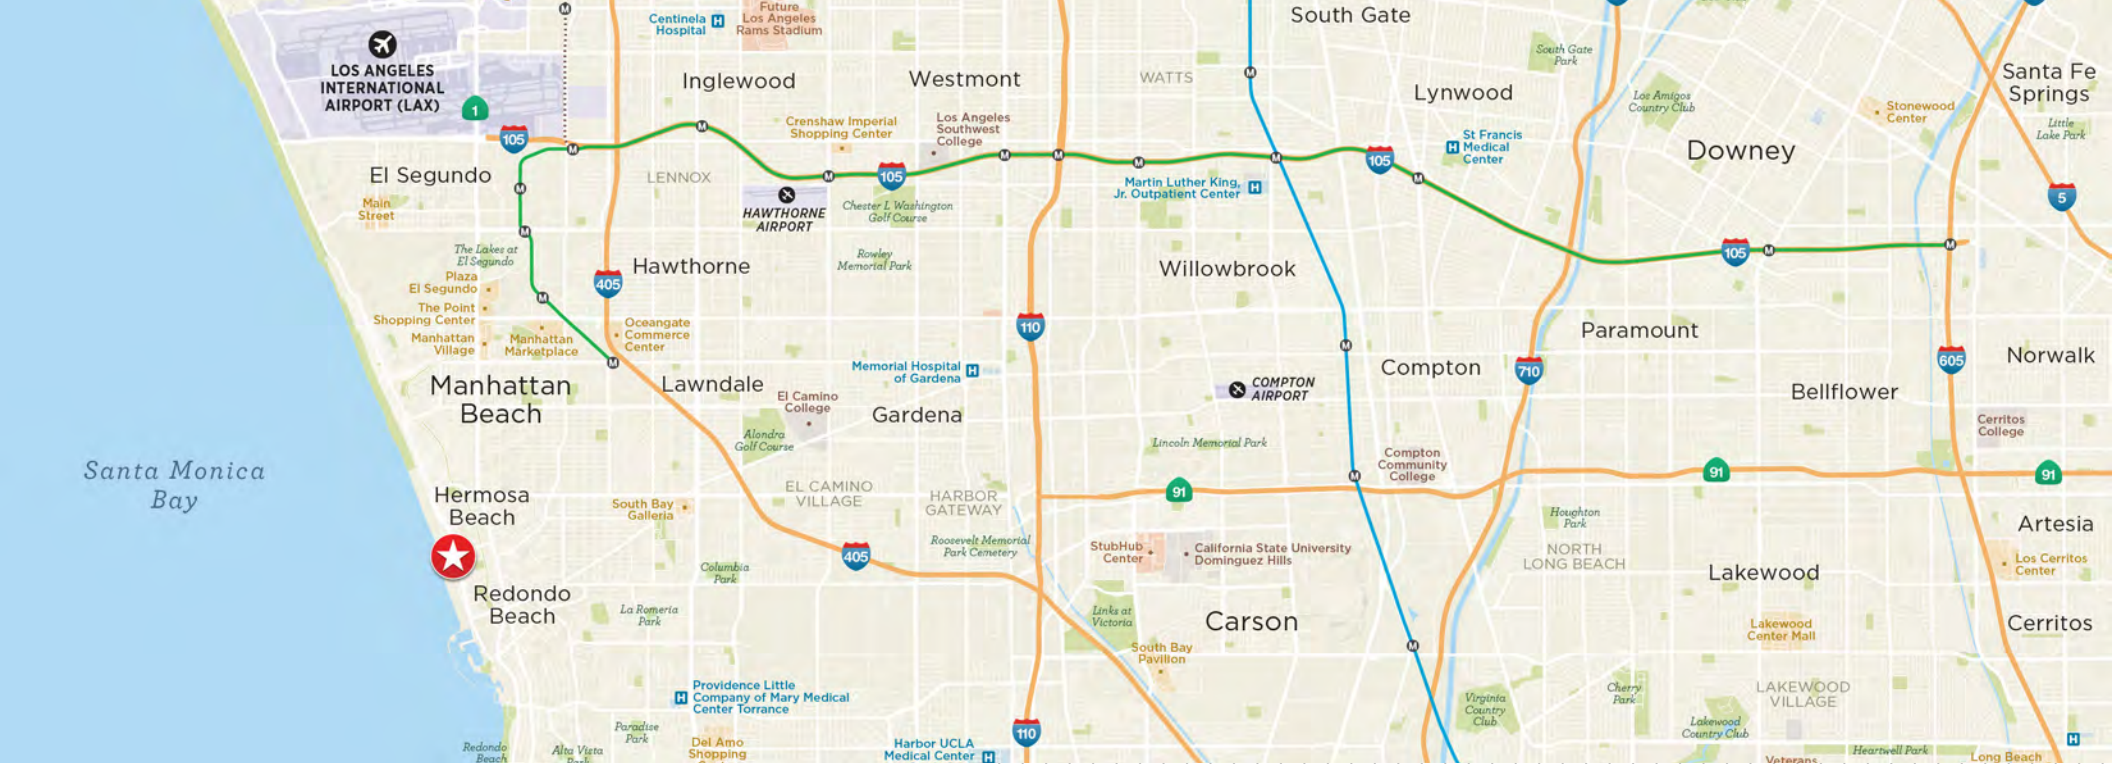 Centinela
Hospital
H
Future
Los Angeles
Rams Stadium
South Gate
M
LOS ANGELES
INTERNATIONAL
AIRPORT (LAX)
1
105
Inglewood
Westmont
WATTS
M
South Gate
Park
Lynwood
Los Amigos
Country Club
Stonewood
Center
Santa Fe
Springs
Little
Lake Park
Crenshaw Imperial
Shopping Center
Los Angeles
Southwest
College
H
St Francis
Medical
Center
Downey
El Segundo
Main
Street
LENNOX
M
M
M
M
105
M
M
M
M
105
M
HAWTHORNE
AIRPORT
Chester L Washington
Golf Course
Martin Luther King,
Jr. Outpatient Center
H
5
M
M
The Lakes at
El Segundo
Plaza
El Segundo
Hawthorne
405
Rowley
Memorial Park
Willowbrook
105
M
M
The Point
Shopping Center
M
Manhattan
Village
Manhattan
Marketplace
Oceangate
Commerce
Center
110
Paramount
M
M
Manhattan
Beach
Lawndale
Memorial Hospital
of Gardena
H
COMPTON
AIRPORT
Compton
710
605
Norwalk
Bellflower
El Camino
College
Gardena
Alondra
Golf Course
Lincoln Memorial Park
Compton
Community
College
Cerritos
College
Santa Monica
Bay
Hermosa
Beach
South Bay
Galleria
EL CAMINO
VILLAGE
HARBOR
GATEWAY
91
M
91
91
Houghton
Park
Artesia
Roosevelt Memorial
Park Cemetery
405
StubHub
Center
California State University
Dominguez Hills
NORTH
LONG BEACH
Los Cerritos
Center
Columbia
Park
Lakewood
Redondo
Beach
La Romeria
Park
Links at
Victoria
Carson
Lakewood
Center Mall
Cerritos
South Bay
Pavilion
M
H
Providence Little
Company of Mary Medical
Center Torrance
Virginia
Country
Club
Cherry
Park
LAKEWOOD
VILLAGE
Paradise
Park
110
Lakewood
Country Club
H
Redondo
Beach
Alta Vista
Del Amo
Shopping
Harbor UCLA
Medical Center
H
Heartwell Park
Veterans
Long Beach